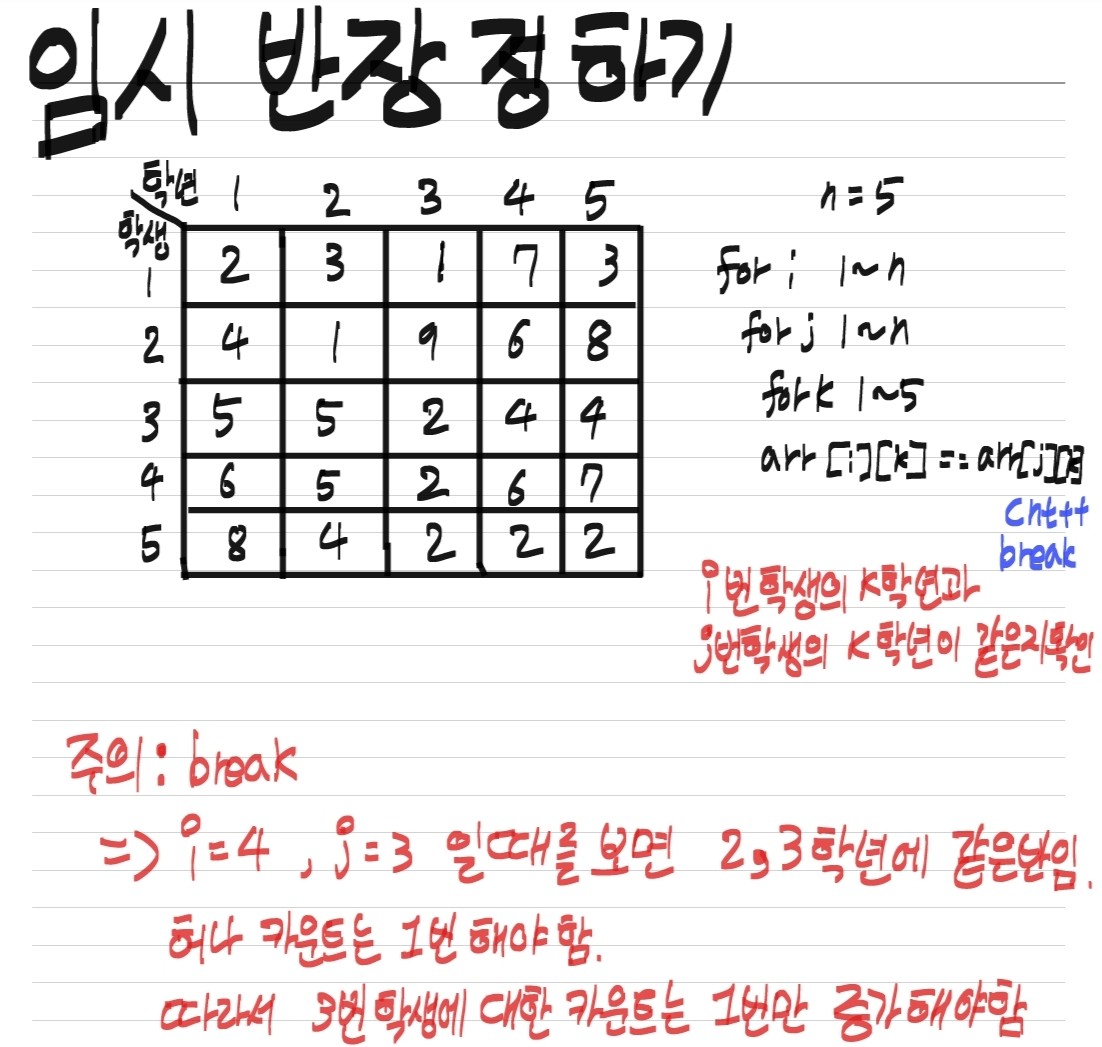 임시 반장 정하기
학년 1 2 3 4 5
학생
1 2 3 1 7 3
2 4 1 9 6 8
3 5 5 2 4 4
4 6 5 2 6 7
5 8 4 2 2 2
n = 5
for i 1~n
for j 1~n
for k 1~5
arr [i][k] == arr[j][k]
cnt++
break
i번 학생의 K학년과
j번학생의 K학년이 같은지확인
주의 : break
=> i=4 , j=3 일때를 보면 2,3학년에 같은반임.
허나 카운트는 1번 해야 함.
따라서 3번 학생에 대한 카운트는 1번만 증가해야함